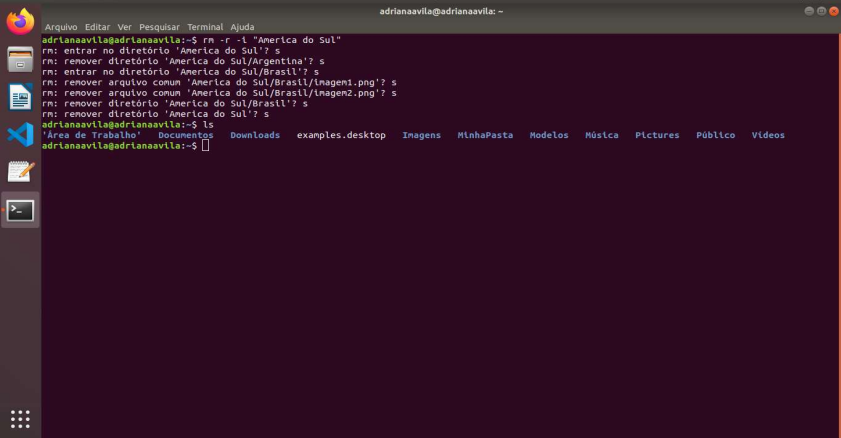 adrianaavila@adrianaavila: ~
Arquivo Editar Ver Pesquisar Terminal Ajuda
adrianaavila@adrianaavila:~$ rm -r -i "America do Sul"
rm: entrar no diretório 'America do Sul'? s
rm: remover diretório 'America do Sul/Argentina'? s
rm: entrar no diretório 'America do Sul/Brasil'? s
rm: remover arquivo comum 'America do Sul/Brasil/imagem1.png'? s
rm: remover arquivo comum 'America do Sul/Brasil/imagem2.png'? s
rm: remover diretório 'America do Sul/Brasil'? s
rm: remover diretório 'America do Sul'? s
adrianaavila@adrianaavila:~$ ls
'Área de Trabalho' Documentos Downloads examples.desktop Imagens MinhaPasta Modelos Música Pictures Público Vídeos
adrianaavila@adrianaavila:~$